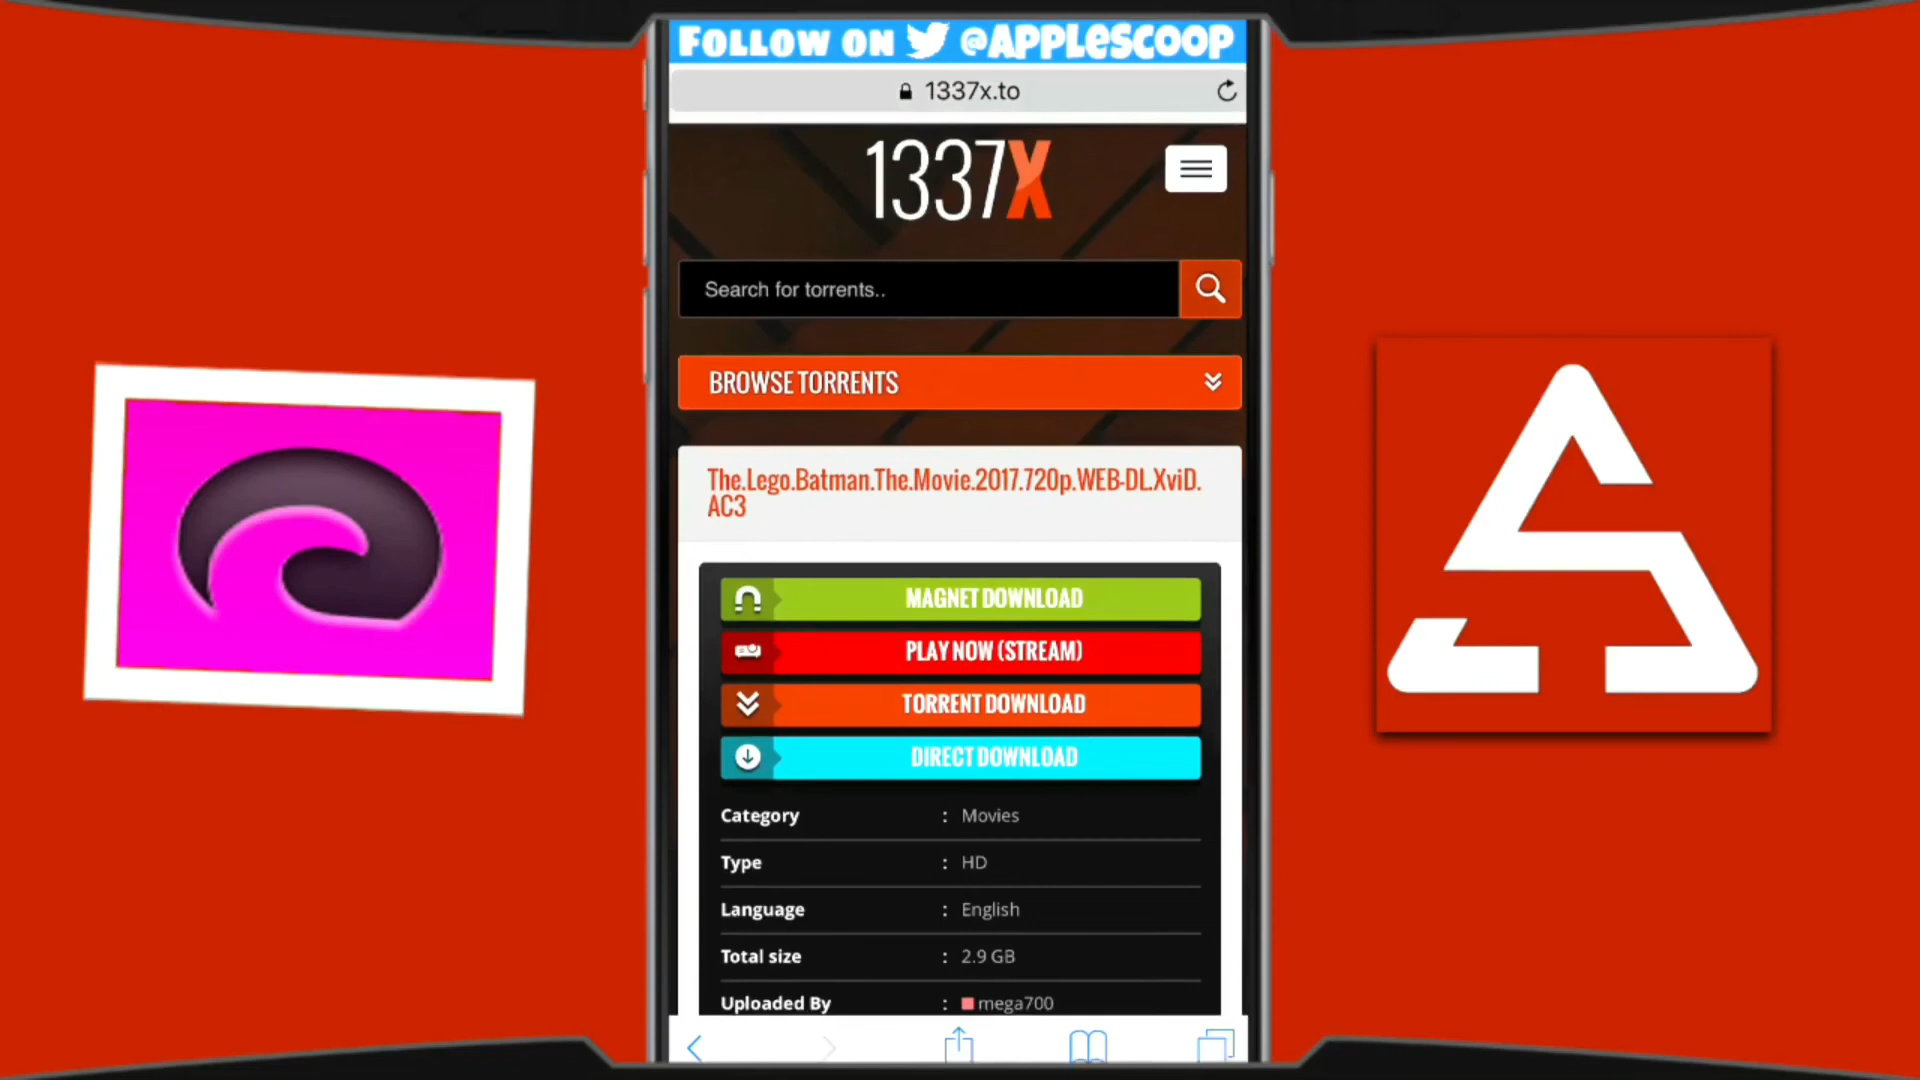 FOLLOW ON @APPLESCOOP
1337x.to
1337X
Search for torrents..
BROWSE TORRENTS
The.Lego.Batman.The.Movie.2017.720p.WEB-DL.XviD.
AC3
MAGNET DOWNLOAD
PLAY NOW (STREAM)
TORRENT DOWNLOAD
DIRECT DOWNLOAD
Category : Movies
Type : HD
Language : English
Total size : 2.9 GB
Uploaded By : mega700